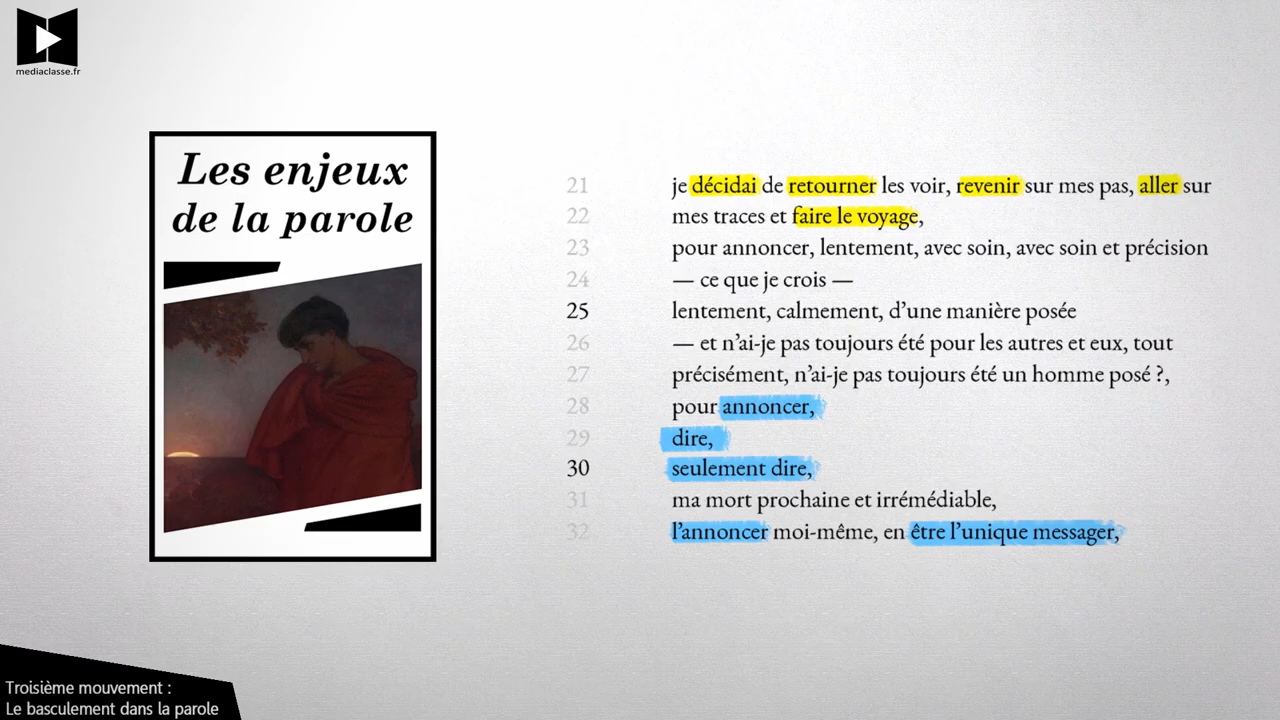 mediaclasse.fr
Les enjeux
de la parole
21 je décidai de retourner les voir, revenir sur mes pas, aller sur
22 mes traces et faire le voyage,
23 pour annoncer, lentement, avec soin, avec soin et précision
24 — ce que je crois —
25 lentement, calmement, d’une manière posée
26 — et n’ai-je pas toujours été pour les autres et eux, tout
27 précisément, n’ai-je pas toujours été un homme posé ?,
28 pour annoncer,
29 dire,
30 seulement dire,
31 ma mort prochaine et irrémédiable,
32 l’annoncer moi-même, en être l’unique messager,
Troisième mouvement :
Le basculement dans la parole